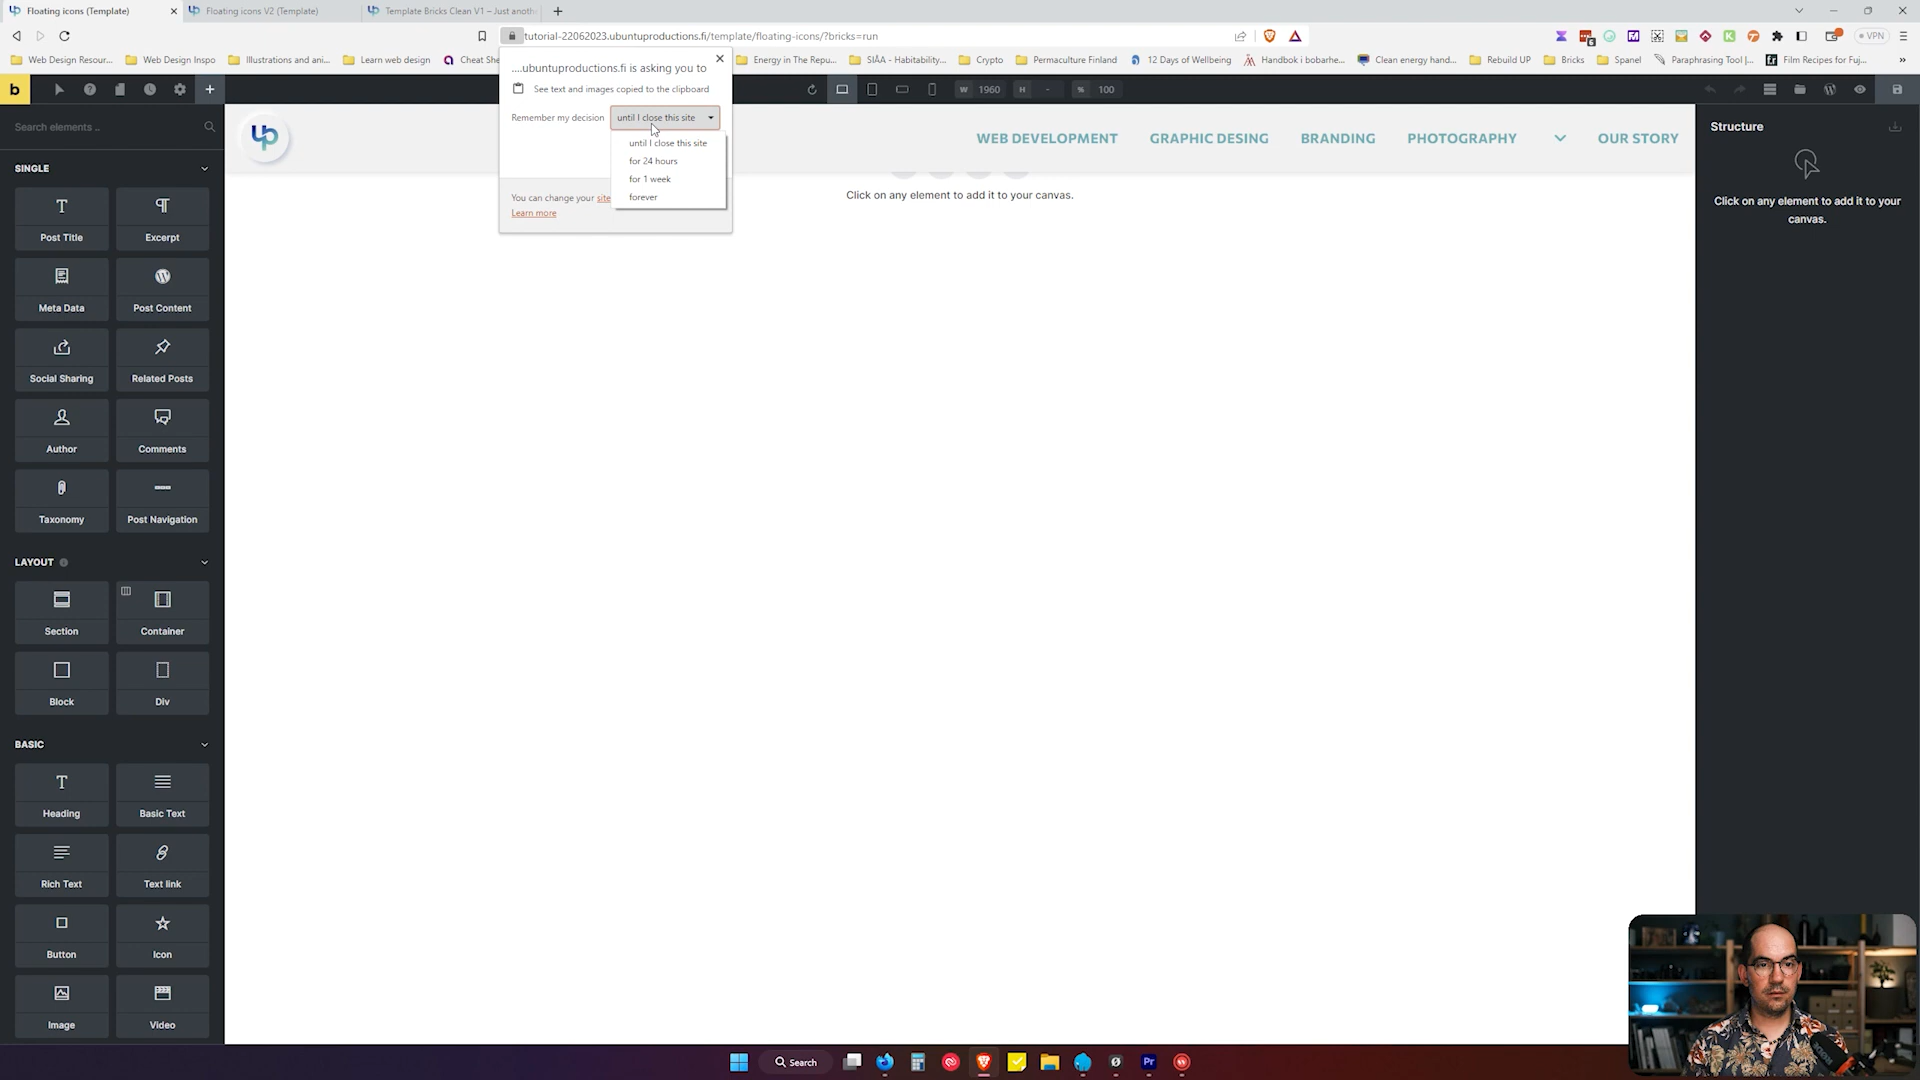 Floating icons (Template)
Floating icons V2 (Template)
Template Bricks Clean V1 – Just anoth
tutorial-22062023.ubuntuproductions.fi/template/floating-icons/?bricks=run
VPN
Web Design Resour...
Web Design Inspo
Illustrations and ani...
Learn web design
Cheat She
Energy in The Repu...
SIÅA - Habitability...
Crypto
Permaculture Finland
12 Days of Wellbeing
Handbok i bobarhe...
Clean energy hand...
Rebuild UP
Bricks
Spanel
Paraphrasing Tool |...
Film Recipes for Fuj...
....ubuntuproductions.fi is asking you to
See text and images copied to the clipboard
Remember my decision
until I close this site
until I close this site
for 24 hours
for 1 week
forever
You can change your site
Learn more
b
W 1960
H -
% 100
Search elements ..
SINGLE
Post Title
Excerpt
Meta Data
Post Content
Social Sharing
Related Posts
Author
Comments
Taxonomy
Post Navigation
LAYOUT
Section
Container
Block
Div
BASIC
Heading
Basic Text
Rich Text
Text link
Button
Icon
Image
Video
up
WEB DEVELOPMENT
GRAPHIC DESING
BRANDING
PHOTOGRAPHY
OUR STORY
Click on any element to add it to your canvas.
Structure
Click on any element to add it to your
canvas.
Search
Pr